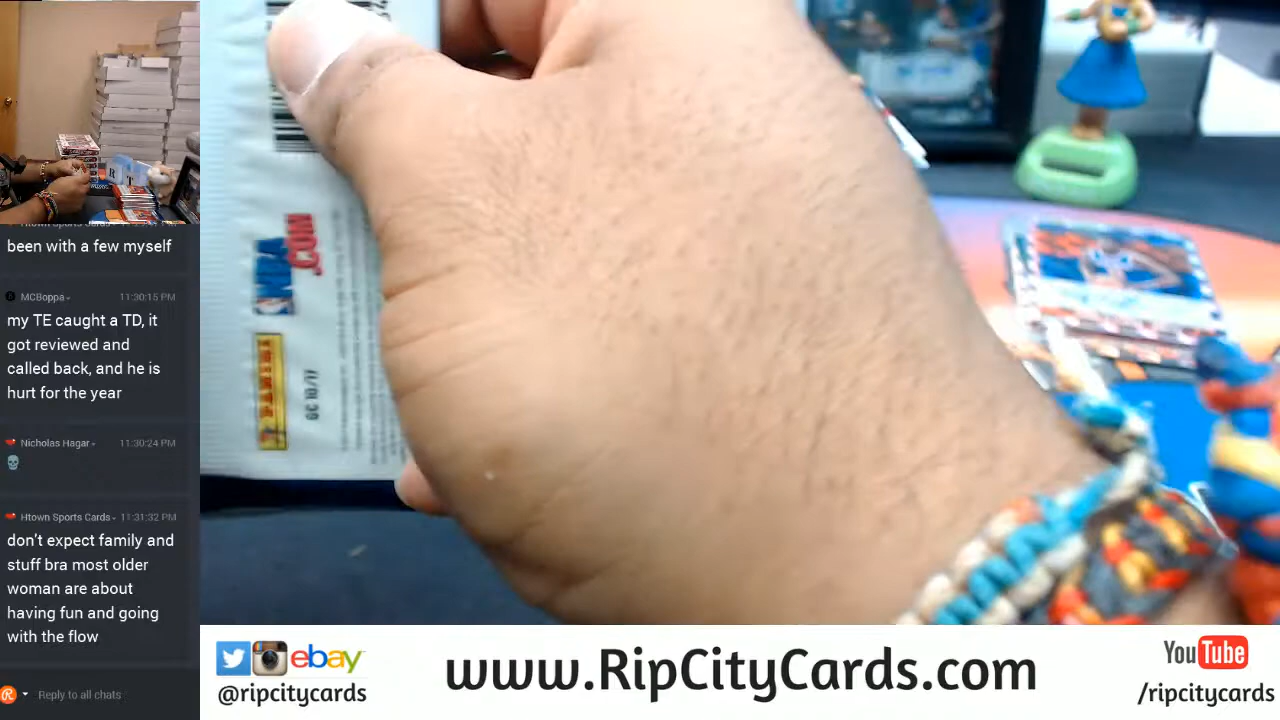 been with a few myself
MCBoppa
11:30:15 PM
my TE caught a TD, it
got reviewed and
called back, and he is
hurt for the year
Nicholas Hagar
11:30:24 PM
Htown Sports Cards
11:31:32 PM
don't expect family and
stuff bra most older
woman are about
having fun and going
with the flow
Reply to all chats
ebay
@ripcitycards
www.RipCityCards.com
YouTube
/ripcitycards